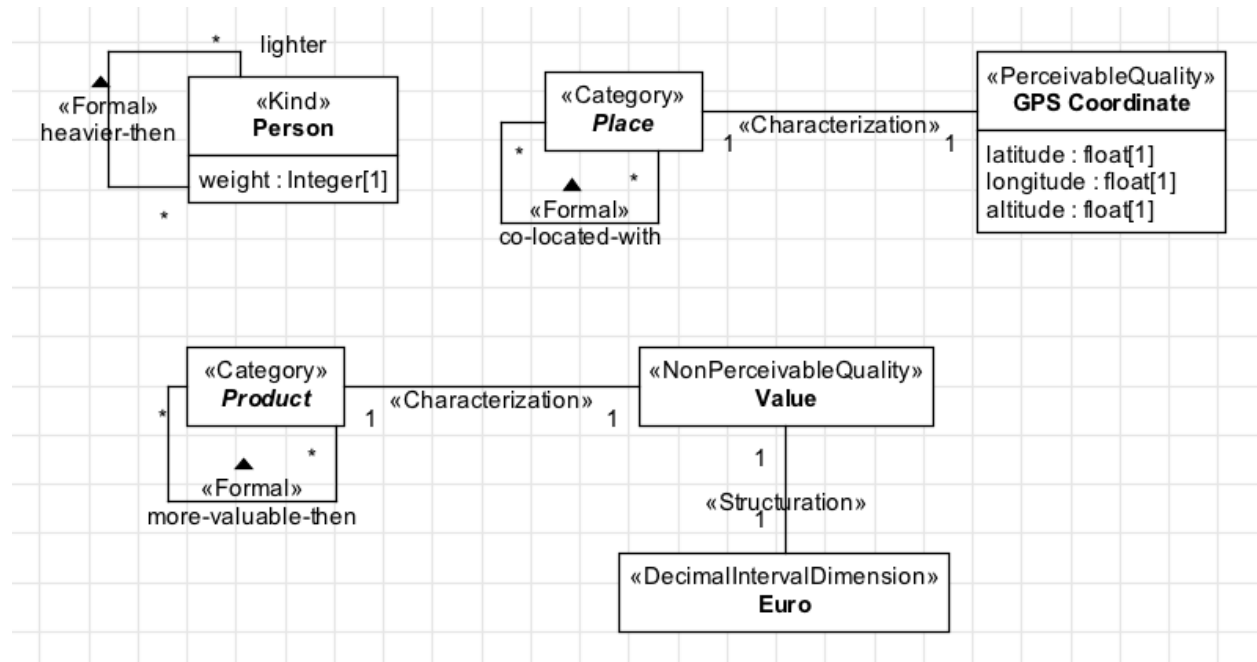 *
lighter
«Formal»
heavier-then
«Kind»
Person
weight : Integer[1]
*
«Category»
Place
*
*
«Formal»
co-located-with
1
«Characterization»
1
«PerceivableQuality»
GPS Coordinate
latitude : float[1]
longitude : float[1]
altitude : float[1]
«Category»
Product
*
*
«Formal»
more-valuable-then
1
«Characterization»
1
«NonPerceivableQuality»
Value
1
«Structuration»
1
«DecimalIntervalDimension»
Euro